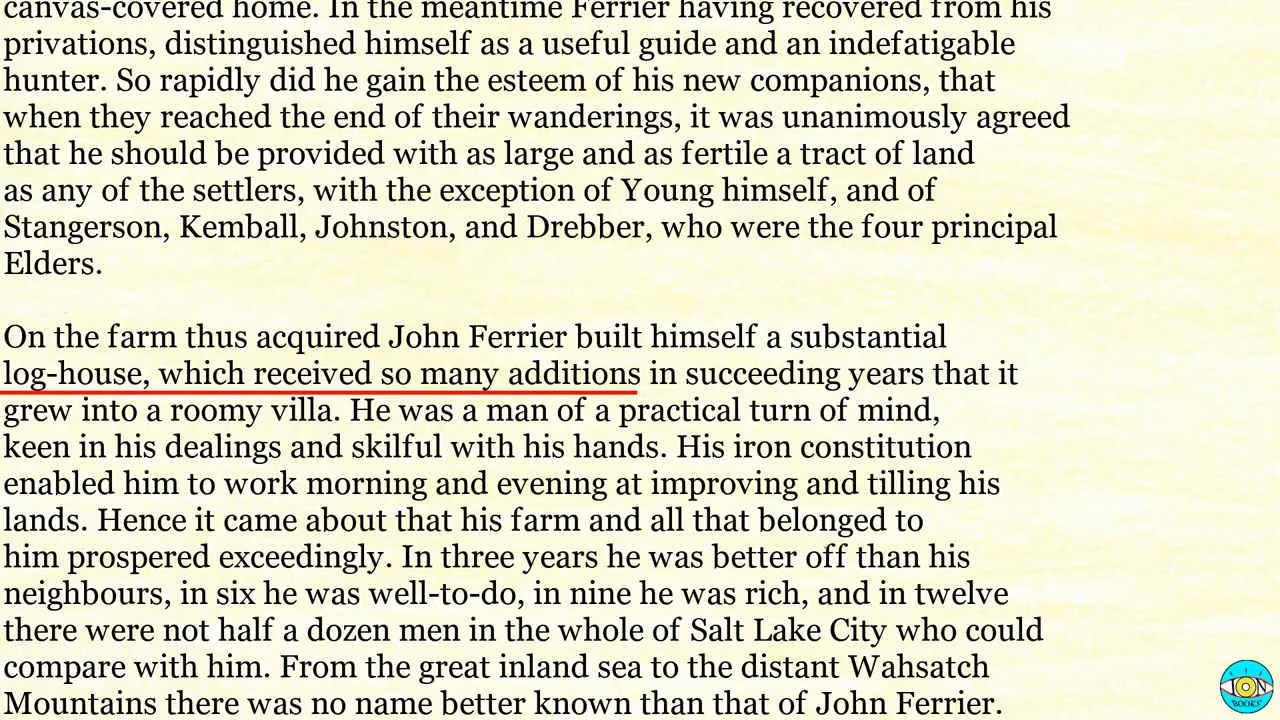 canvas-covered home. In the meantime Ferrier having recovered from his
privations, distinguished himself as a useful guide and an indefatigable
hunter. So rapidly did he gain the esteem of his new companions, that
when they reached the end of their wanderings, it was unanimously agreed
that he should be provided with as large and as fertile a tract of land
as any of the settlers, with the exception of Young himself, and of
Stangerson, Kemball, Johnston, and Drebber, who were the four principal
Elders.
On the farm thus acquired John Ferrier built himself a substantial
log-house, which received so many additions in succeeding years that it
grew into a roomy villa. He was a man of a practical turn of mind,
keen in his dealings and skilful with his hands. His iron constitution
enabled him to work morning and evening at improving and tilling his
lands. Hence it came about that his farm and all that belonged to
him prospered exceedingly. In three years he was better off than his
neighbours, in six he was well-to-do, in nine he was rich, and in twelve
there were not half a dozen men in the whole of Salt Lake City who could
compare with him. From the great inland sea to the distant Wahsatch
Mountains there was no name better known than that of John Ferrier.
ION
BOOKS